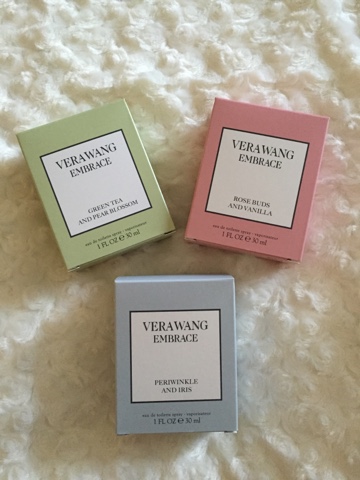 VERAWANG
EMBRACE
GREEN TEA
AND PEAR BLOSSOM
eau de toilette spray - vaporisateur
1 FL OZ ℮ 30 ml
VERAWANG
EMBRACE
ROSE BUDS
AND VANILLA
eau de toilette spray - vaporisateur
1 FL OZ ℮ 30 ml
VERAWANG
EMBRACE
PERIWINKLE
AND IRIS
eau de toilette spray - vaporisateur
1 FL OZ ℮ 30 ml